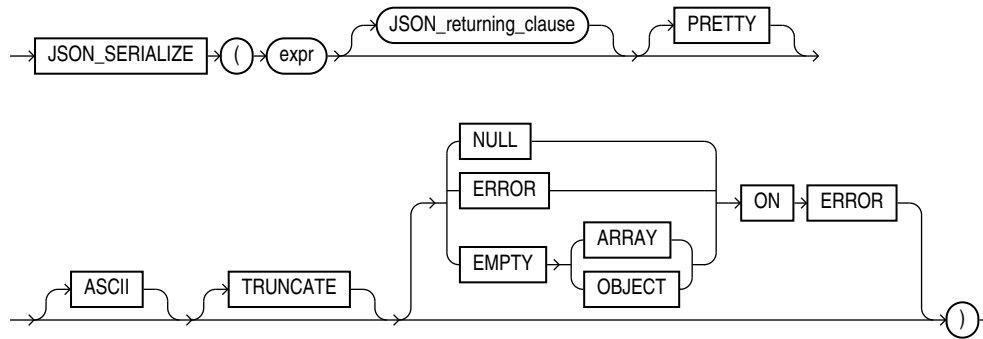 JSON_returning_clause PRETTY
JSON_SERIALIZE ( expr
NULL
ERROR ON ERROR
EMPTY ARRAY
OBJECT
ASCII TRUNCATE
)